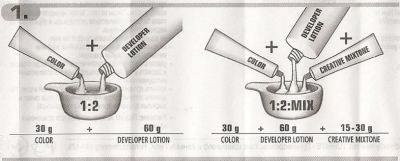 1.
COLOR
+
DEVELOPER
LOTION
1:2
30 g + 60 g
COLOR DEVELOPER LOTION
COLOR
+
DEVELOPER
LOTION
+
CREATIVE MIXTONE
1:2:MIX
30 g + 60 g + 15-30 g
COLOR DEVELOPER LOTION CREATIVE MIXTONE